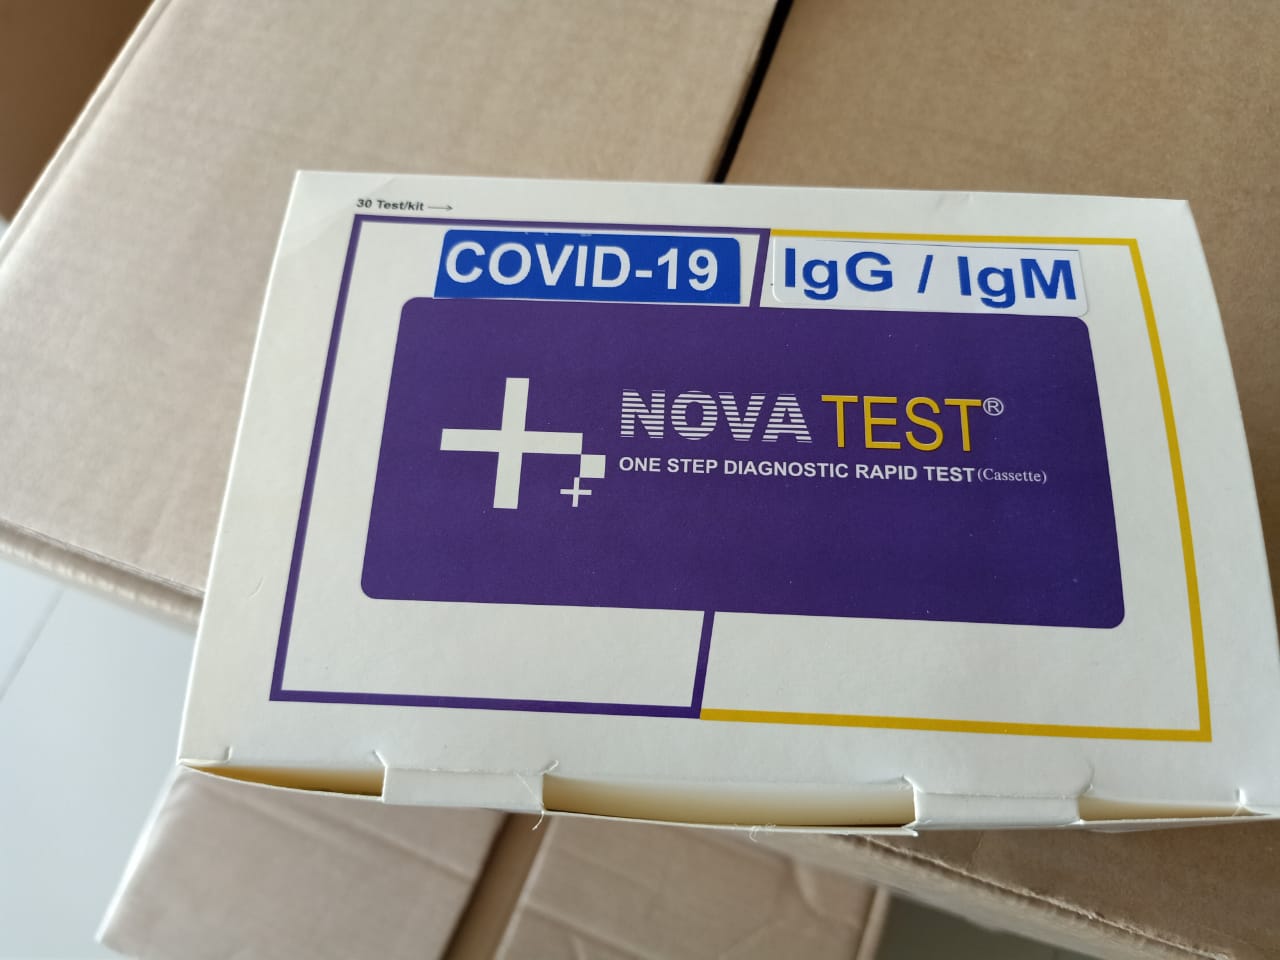 30 Test/kit →
COVID-19 IgG / IgM
NOVA TEST®
ONE STEP DIAGNOSTIC RAPID TEST (Cassette)